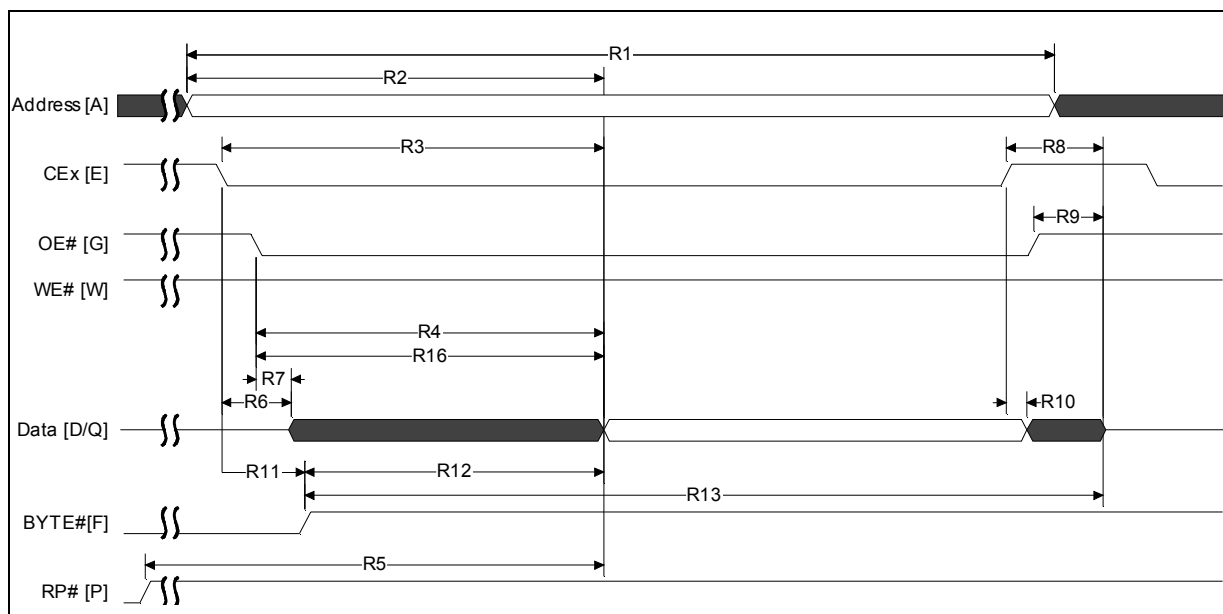 R1
R2
Address [A]
R3
R8
CEx [E]
R9
OE# [G]
WE# [W]
R4
R16
R7
R6
R10
Data [D/Q]
R11
R12
R13
BYTE#[F]
R5
RP# [P]